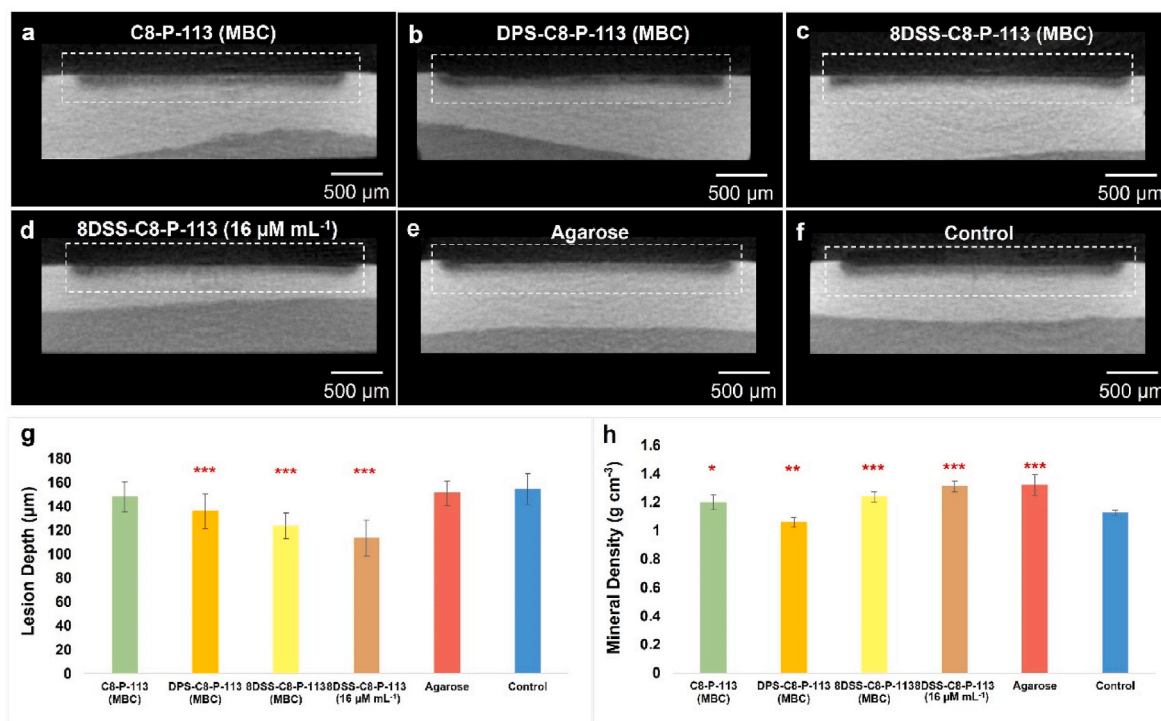 a
C8-P-113 (MBC)
500 µm
b
DPS-C8-P-113 (MBC)
500 µm
c
8DSS-C8-P-113 (MBC)
500 µm
d
8DSS-C8-P-113 (16 µM mL-1)
500 µm
e
Agarose
500 µm
f
Control
500 µm
g
Lesion Depth (µm)
180
160
140
120
100
80
60
40
20
0
***
***
***
C8-P-113
(MBC)
DPS-C8-P-113
(MBC)
8DSS-C8-P-113
(MBC)
8DSS-C8-P-113
(16 µM mL-1)
Agarose
Control
h
Mineral Density (g cm-3)
1.6
1.4
1.2
1
0.8
0.6
0.4
0.2
0
*
**
***
***
***
C8-P-113
(MBC)
DPS-C8-P-113
(MBC)
8DSS-C8-P-113
(MBC)
8DSS-C8-P-113
(16 µM mL-1)
Agarose
Control